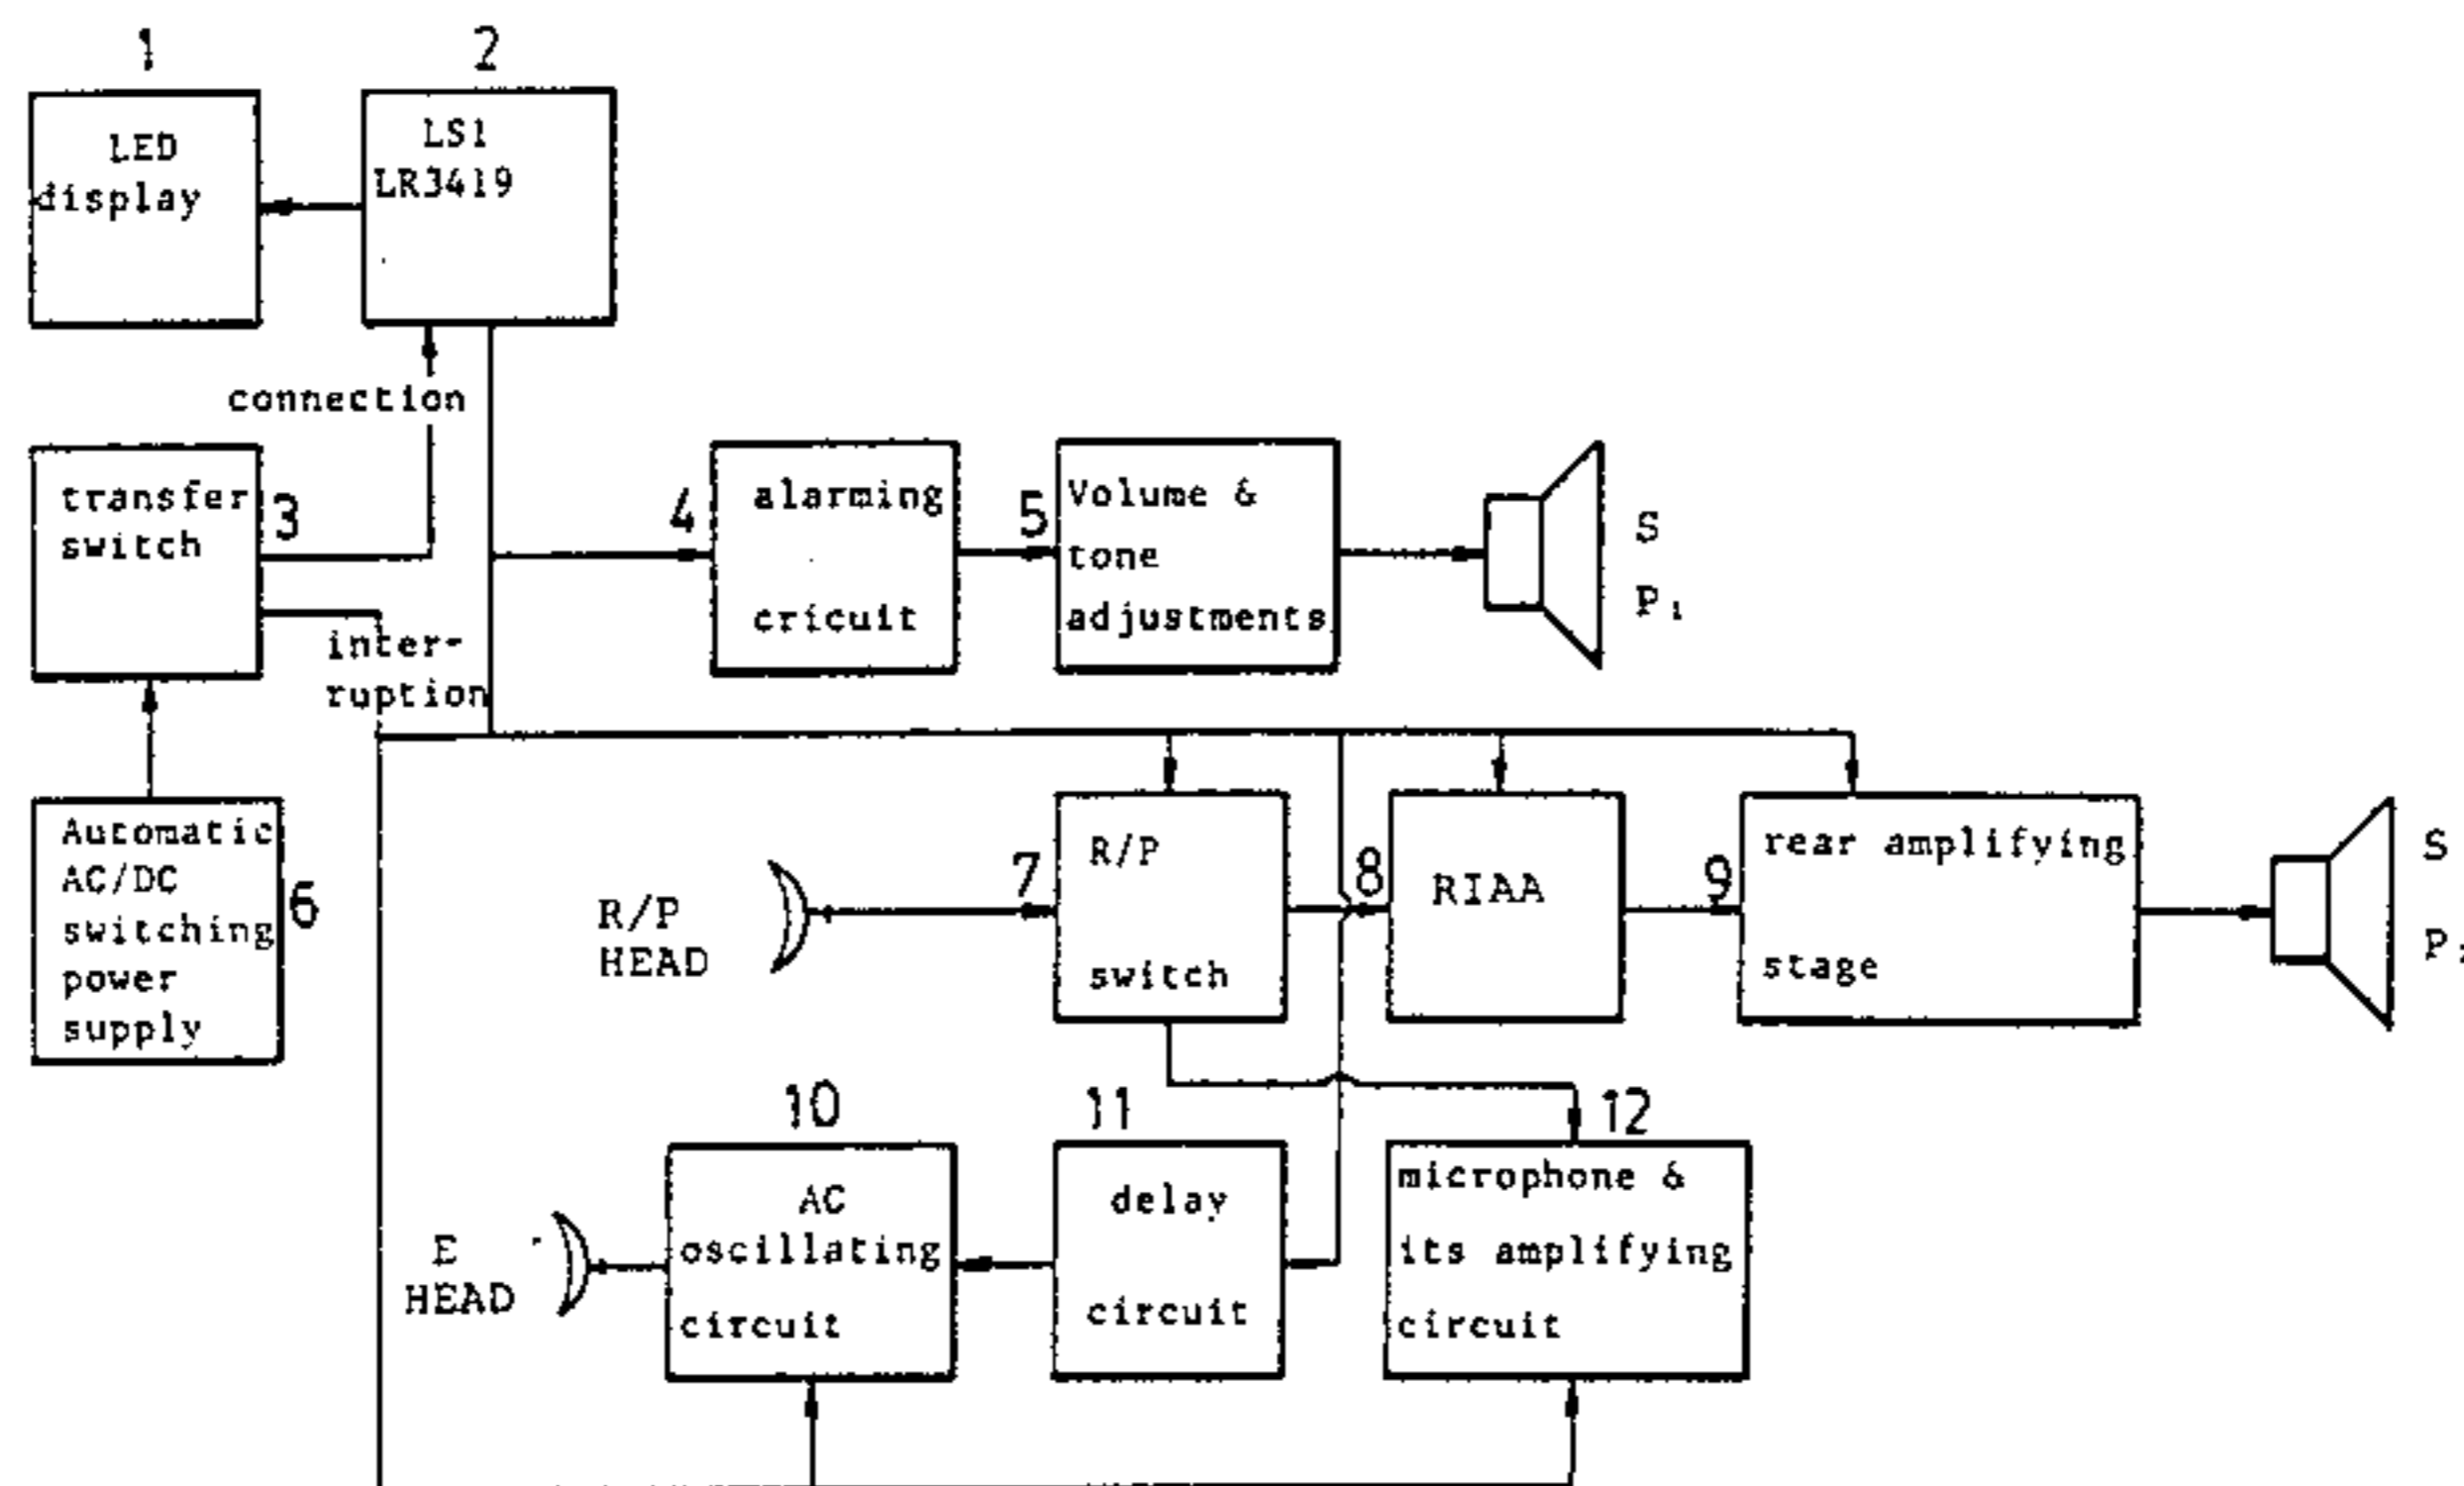 1
2
LED
display
LS1
LR3419
connection
transfer
switch
3
inter-
ruption
4
alarming
cricuit
5
Volume &
tone
adjustments
S
P1
Automatic
AC/DC
switching
power
supply
6
R/P
HEAD
7
R/P
switch
8
RIAA
9
rear amplifying
stage
S
P2
E
HEAD
10
AC
oscillating
circuit
11
delay
circuit
12
microphone &
its amplifying
circuit